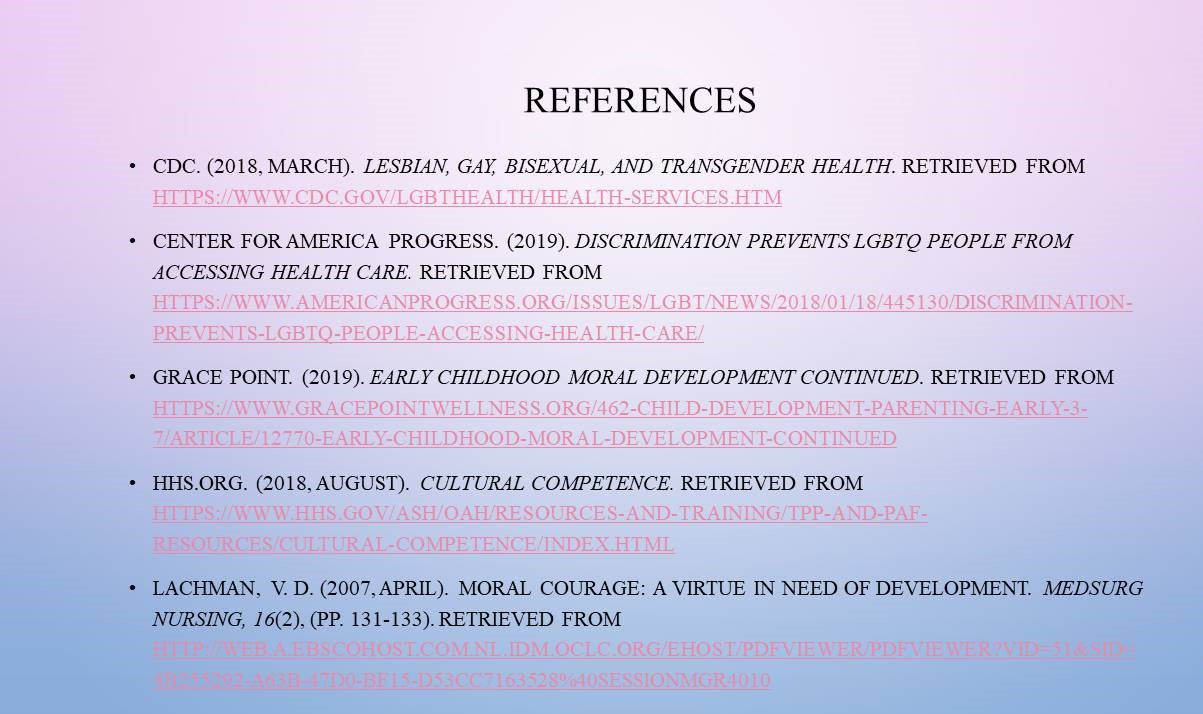 REFERENCES
• CDC. (2018, MARCH). LESBIAN, GAY, BISEXUAL, AND TRANSGENDER HEALTH. RETRIEVED FROM
HTTPS://WWW.CDC.GOV/LGBTHEALTH/HEALTH-SERVICES.HTM
• CENTER FOR AMERICA PROGRESS. (2019). DISCRIMINATION PREVENTS LGBTQ PEOPLE FROM
ACCESSING HEALTH CARE. RETRIEVED FROM
HTTPS://WWW.AMERICANPROGRESS.ORG/ISSUES/LGBT/NEWS/2018/01/18/445130/DISCRIMINATION-
PREVENTS-LGBTQ-PEOPLE-ACCESSING-HEALTH-CARE/
• GRACE POINT. (2019). EARLY CHILDHOOD MORAL DEVELOPMENT CONTINUED. RETRIEVED FROM
HTTPS://WWW.GRACEPOINTWELLNESS.ORG/462-CHILD-DEVELOPMENT-PARENTING-EARLY-3-
7/ARTICLE/12770-EARLY-CHILDHOOD-MORAL-DEVELOPMENT-CONTINUED
• HHS.ORG. (2018, AUGUST). CULTURAL COMPETENCE. RETRIEVED FROM
HTTPS://WWW.HHS.GOV/ASH/OAH/RESOURCES-AND-TRAINING/TPP-AND-PAF-
RESOURCES/CULTURAL-COMPETENCE/INDEX.HTML
• LACHMAN, V. D. (2007, APRIL). MORAL COURAGE: A VIRTUE IN NEED OF DEVELOPMENT. MEDSURG
NURSING, 16(2), (PP. 131-133). RETRIEVED FROM
HTTP://WEB.A.EBSCOHOST.COM.NL.IDM.OCLC.ORG/EHOST/PDFVIEWER/PDFVIEWER?VID=51&SID=
4B255292-A63B-47D0-BF15-D53CC7163528%40SESSIONMGR4010